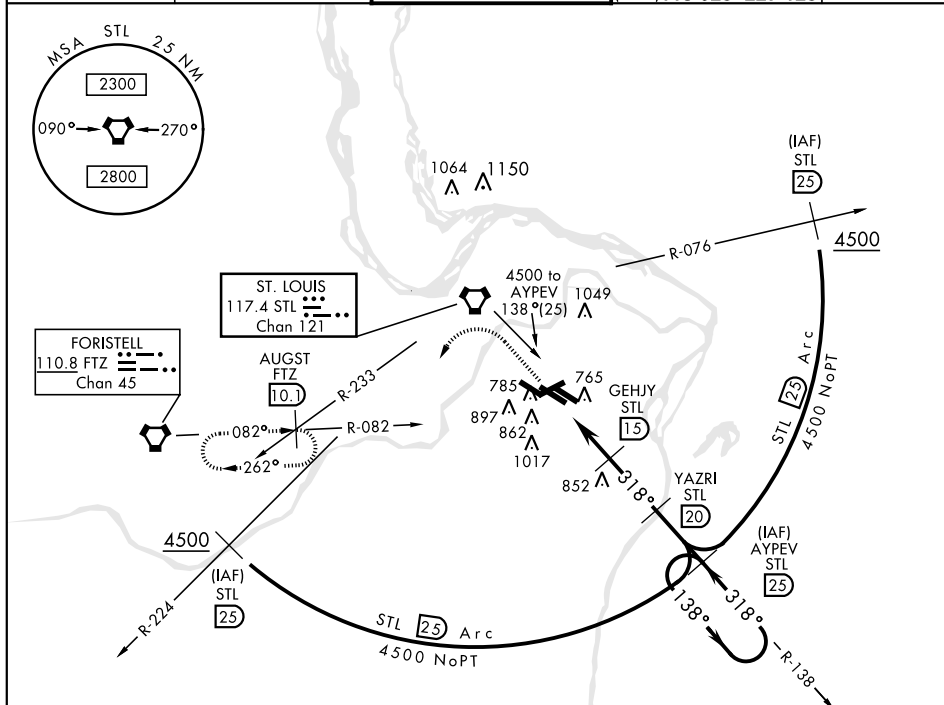 MSA STL 25 NM
2300
090° 270°
2800
(IAF)
STL
25
4500
R-076
1064 1150
ST. LOUIS
117.4 STL
Chan 121
4500 to
AYPEV
138°(25)
1049
FORISTELL
110.8 FTZ
Chan 45
AUGST
FTZ
10.1
R-233
R-082
082°
262°
785
765
897
862
1017
852
GEHJY
STL
15
318°
YAZRI
STL
20
STL 25 Arc
4500 NoPT
(IAF)
AYPEV
STL
25
4500
(IAF)
STL
25
R-224
STL 25 Arc
4500 NoPT
138°
318°
R-138